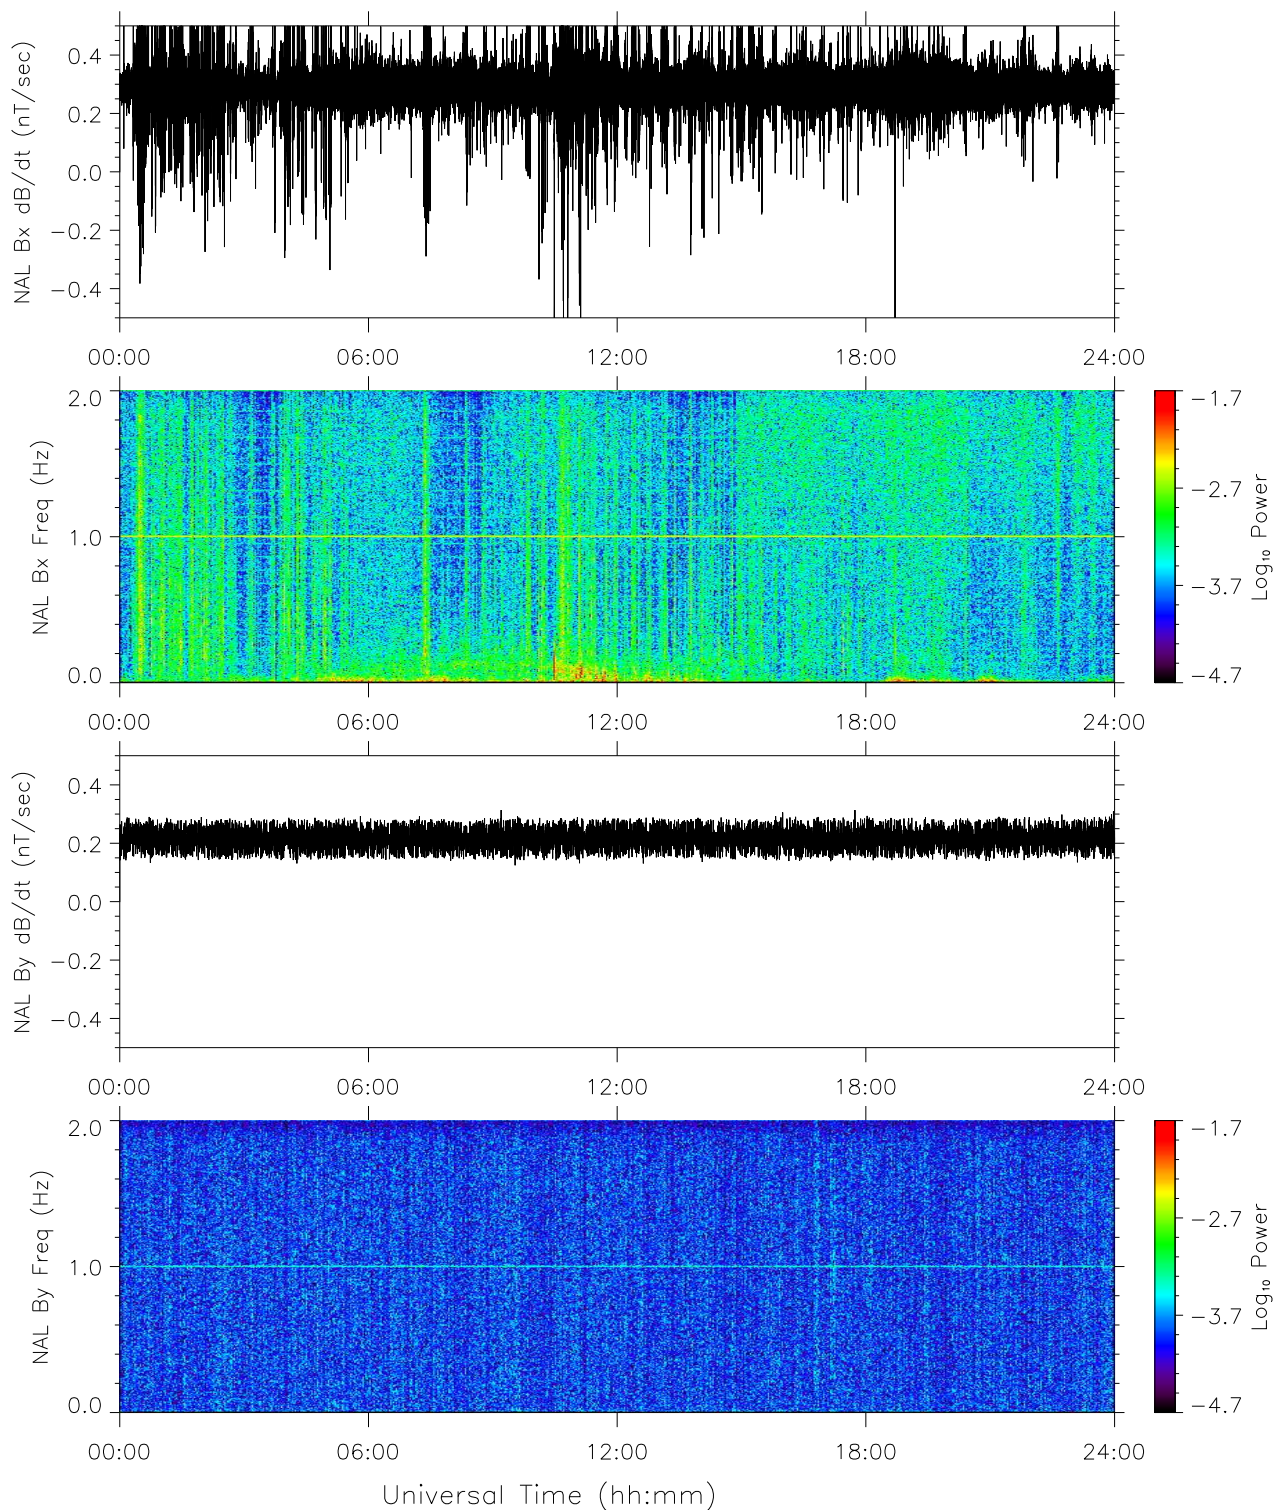 NAL Bx dB/dt (nT/sec)
0.4
0.2
0.0
−0.2
−0.4
00:00 06:00 12:00 18:00 24:00
NAL Bx Freq (Hz)
2.0
1.0
0.0
00:00 06:00 12:00 18:00 24:00
−1.7
−2.7
−3.7
−4.7
Log₁₀ Power
NAL By dB/dt (nT/sec)
0.4
0.2
0.0
−0.2
−0.4
00:00 06:00 12:00 18:00 24:00
NAL By Freq (Hz)
2.0
1.0
0.0
00:00 06:00 12:00 18:00 24:00
−1.7
−2.7
−3.7
−4.7
Log₁₀ Power
Universal Time (hh:mm)